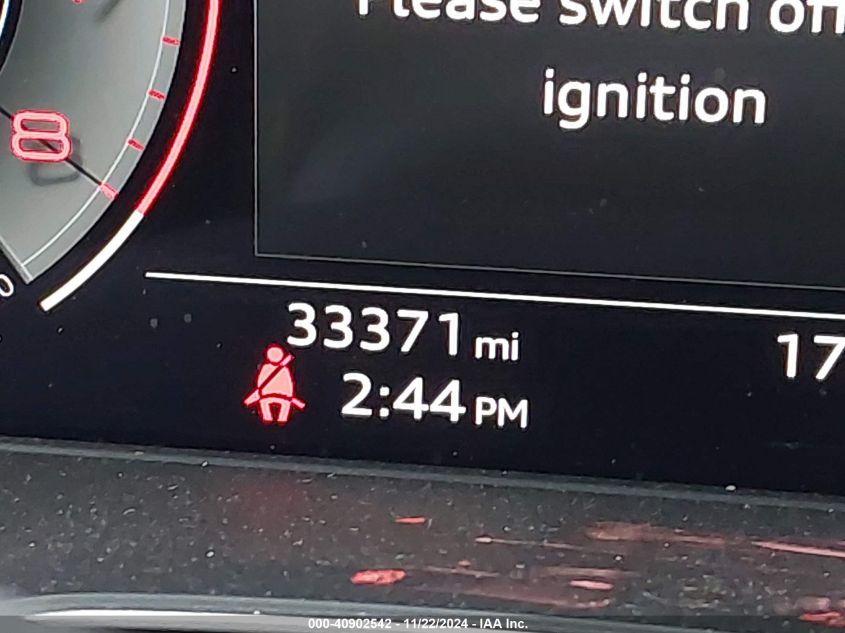 Please switch off
ignition
8
33371 mi
17
2:44 PM
000-40902542 - 11/22/2024 - IAA Inc.